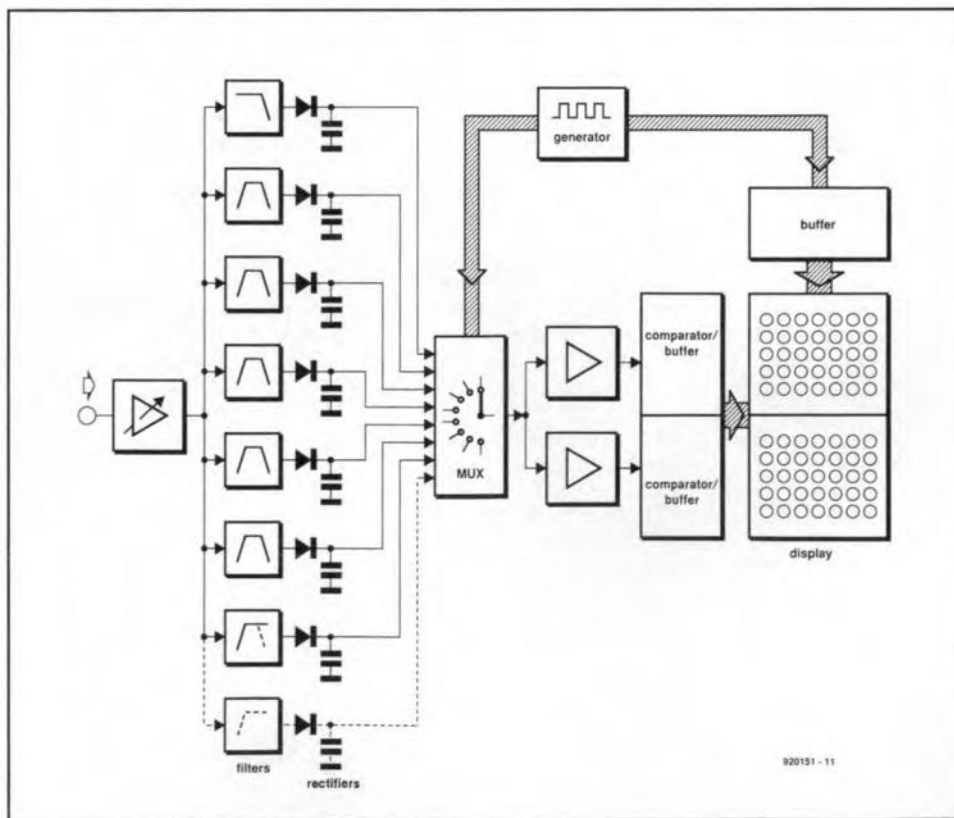 generator
buffer
comparator/
buffer
MUX
comparator/
buffer
display
filters
rectifiers
920151 - 11